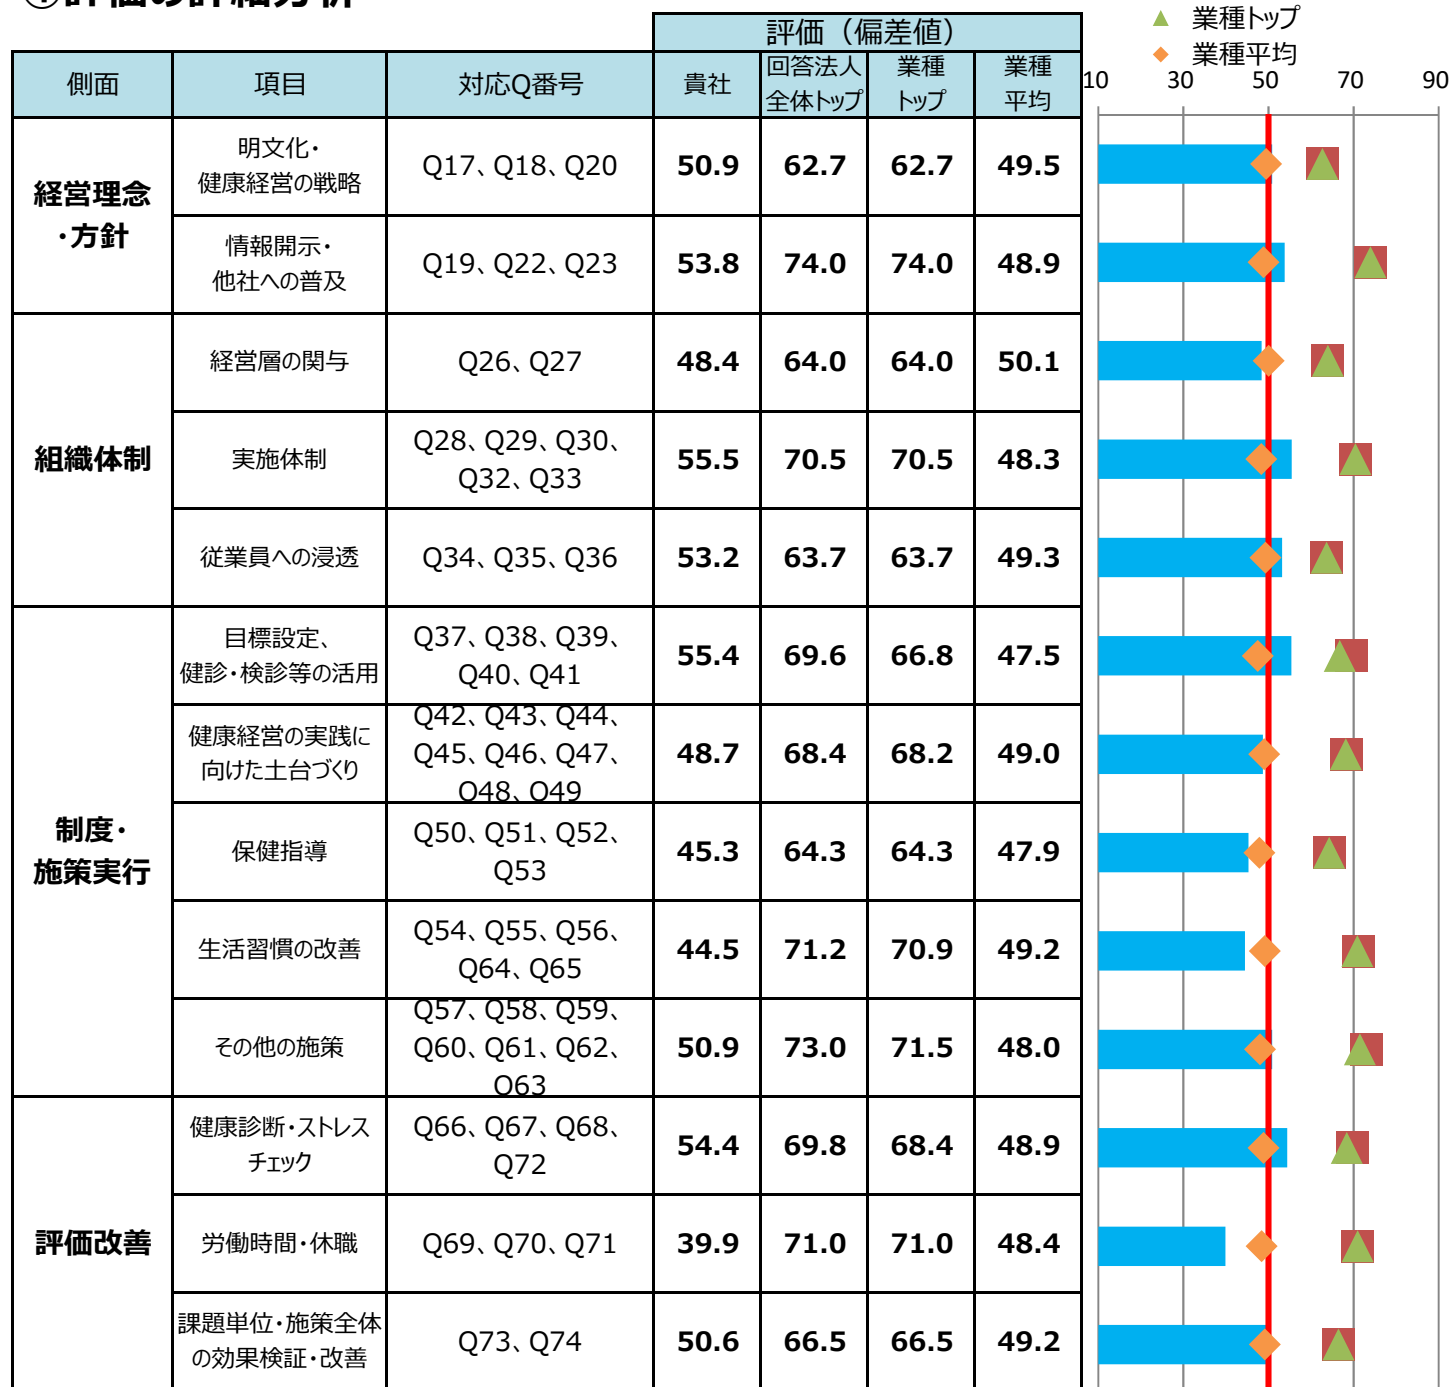 ①評価の詳細分析
▲ 業種トップ
◆ 業種平均
評価（偏差値）
側面 項目 対応Q番号 貴社 回答法人全体トップ 業種トップ 業種平均
10 30 50 70 90
経営理念
・方針
明文化・
健康経営の戦略
Q17、Q18、Q20
50.9 62.7 62.7 49.5
情報開示・
他社への普及
Q19、Q22、Q23
53.8 74.0 74.0 48.9
組織体制
経営層の関与
Q26、Q27
48.4 64.0 64.0 50.1
実施体制
Q28、Q29、Q30、
Q32、Q33
55.5 70.5 70.5 48.3
従業員への浸透
Q34、Q35、Q36
53.2 63.7 63.7 49.3
制度・
施策実行
目標設定、
健診・検診等の活用
Q37、Q38、Q39、
Q40、Q41
55.4 69.6 66.8 47.5
健康経営の実践に
向けた土台づくり
Q42、Q43、Q44、
Q45、Q46、Q47、
Q48、Q49
48.7 68.4 68.2 49.0
保健指導
Q50、Q51、Q52、
Q53
45.3 64.3 64.3 47.9
生活習慣の改善
Q54、Q55、Q56、
Q64、Q65
44.5 71.2 70.9 49.2
その他の施策
Q57、Q58、Q59、
Q60、Q61、Q62、
Q63
50.9 73.0 71.5 48.0
評価改善
健康診断・ストレス
チェック
Q66、Q67、Q68、
Q72
54.4 69.8 68.4 48.9
労働時間・休職
Q69、Q70、Q71
39.9 71.0 71.0 48.4
課題単位・施策全体
の効果検証・改善
Q73、Q74
50.6 66.5 66.5 49.2